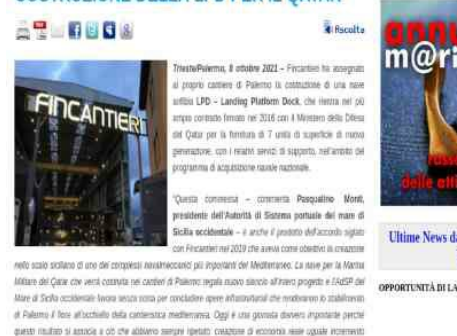 COSTRUZIONE DELLA LPD PER IL QATAR
Ascolta
FINCANTIERI
Trieste/Palermo, 8 ottobre 2021 – Fincantieri ha assegnato
al proprio cantiere di Palermo la costruzione di una nave
anfibia LPD – Landing Platform Dock, che rientra nel più
ampio contratto firmato nel 2016 con il Ministero della Difesa
del Qatar per la fornitura di 7 unità di superficie di nuova
generazione, con i relativi servizi di supporto, nell'ambito del
programma di acquisizione navale nazionale.
"Questa commessa – commenta Pasqualino Monti,
presidente dell'Autorità di Sistema portuale del mare di
Sicilia occidentale – è anche il prodotto dell'accordo siglato
con Fincantieri nel 2019 che aveva come obiettivo la creazione
nello scalo siciliano di uno dei complessi navalmeccanici più importanti del Mediterraneo. La nave per la Marina
Militare del Qatar che verrà costruita nei cantieri di Palermo regala nuovo slancio all'intero progetto e l'AdSP del
Mare di Sicilia occidentale lavora senza sosta per concludere opere infrastrutturali che renderanno lo stabilimento
di Palermo il fiore all'occhiello della cantieristica mediterranea. Oggi è una giornata davvero importante perché
questo risultato si associa a ciò che abbiamo sempre ripetuto: creazione di economia reale uguale incremento
m@ri
delle atti
Ultime News da
OPPORTUNITÀ DI LA